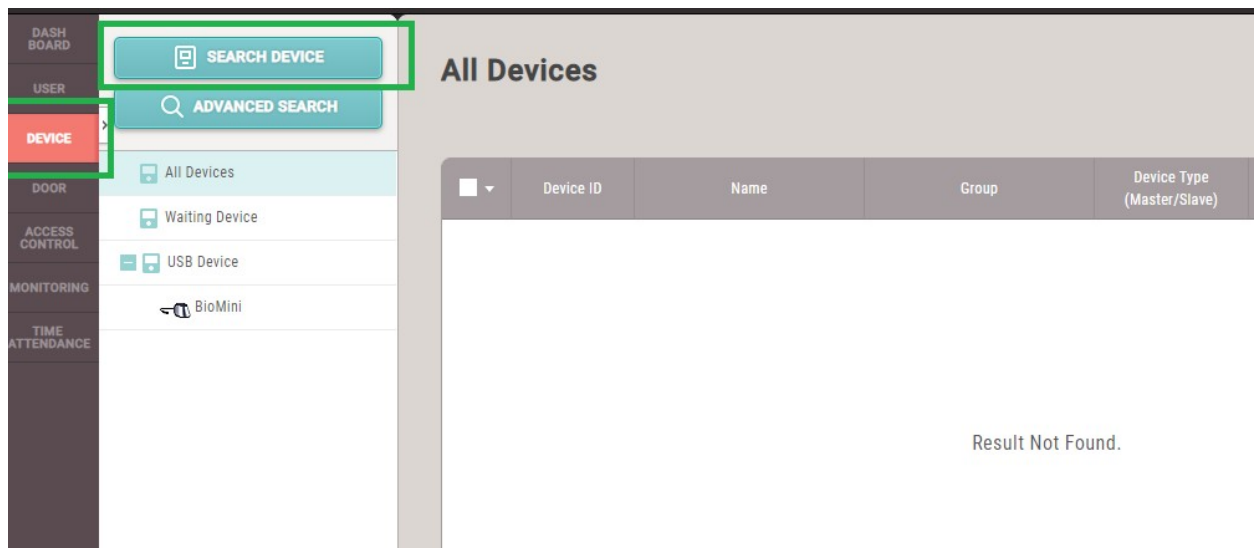 DASH
BOARD
USER
DEVICE
DOOR
ACCESS
CONTROL
MONITORING
TIME
ATTENDANCE
SEARCH DEVICE
ADVANCED SEARCH
All Devices
Waiting Device
USB Device
BioMini
All Devices
Device ID
Name
Group
Device Type
(Master/Slave)
Result Not Found.